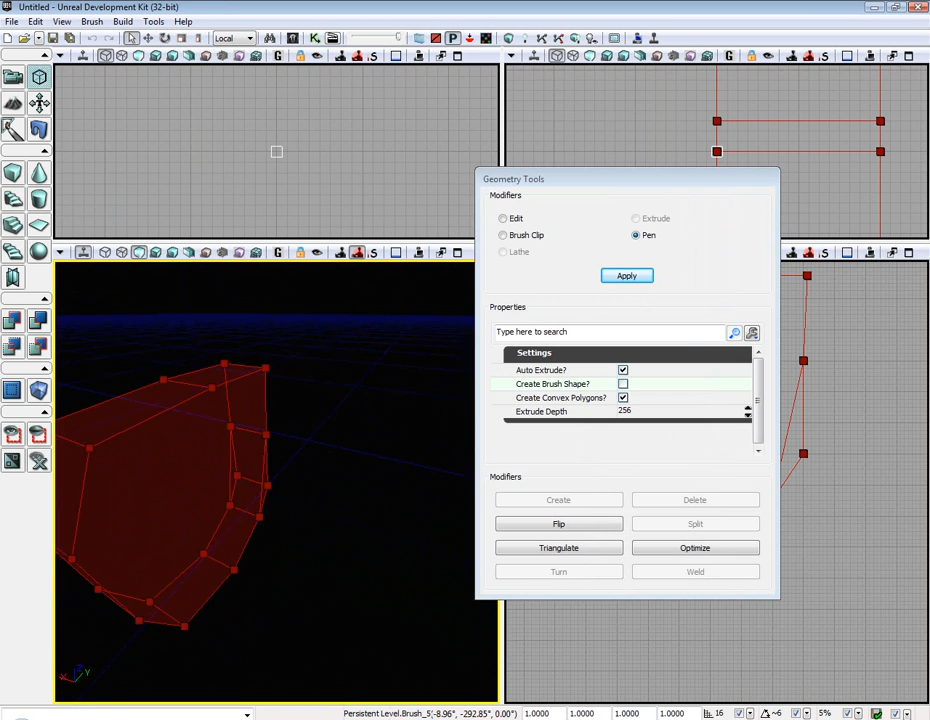 Untitled - Unreal Development Kit (32-bit)
File Edit View Brush Build Tools Help
Local
G
S
G
S
Geometry Tools
Modifiers
Edit
Extrude
Brush Clip
Pen
Lathe
Apply
G
S
S
Properties
Type here to search
Settings
Auto Extrude?
Create Brush Shape?
Create Convex Polygons?
Extrude Depth 256
Modifiers
Create
Delete
Flip
Split
Triangulate
Optimize
Turn
Weld
X Z Y
Persistent Level.Brush_5(-8.96°, -292.85°, 0.00°) 1.0000 1.0000 1.0000 1.0000 16 ~6 5%